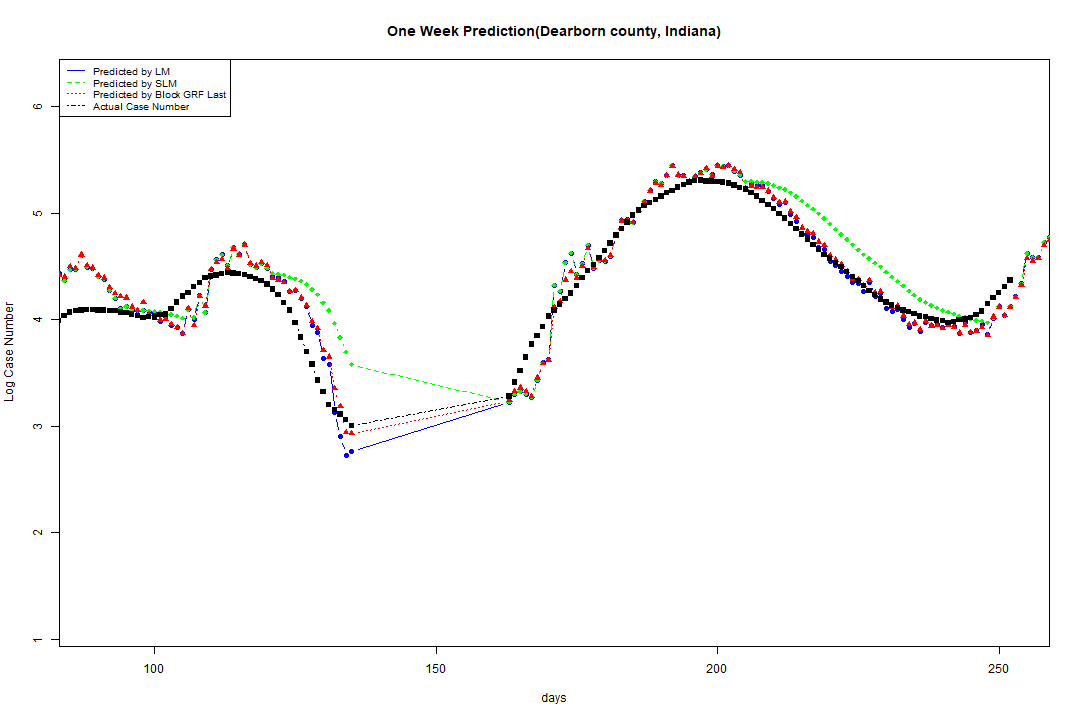 One Week Prediction(Dearborn county, Indiana)
Predicted by LM
Predicted by SLM
Predicted by Block GRF Last
Actual Case Number
6
5
4
3
2
1
Log Case Number
100 150 200 250
days